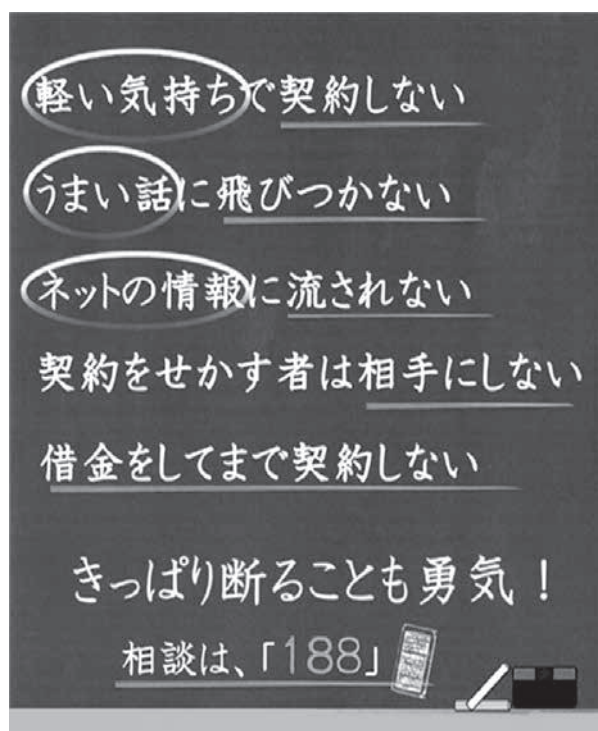 軽い気持ちで契約しない
うまい話に飛びつかない
ネットの情報に流されない
契約をせかす者は相手にしない
借金をしてまで契約しない
きっぱり断ることも勇気！
相談は、「188」